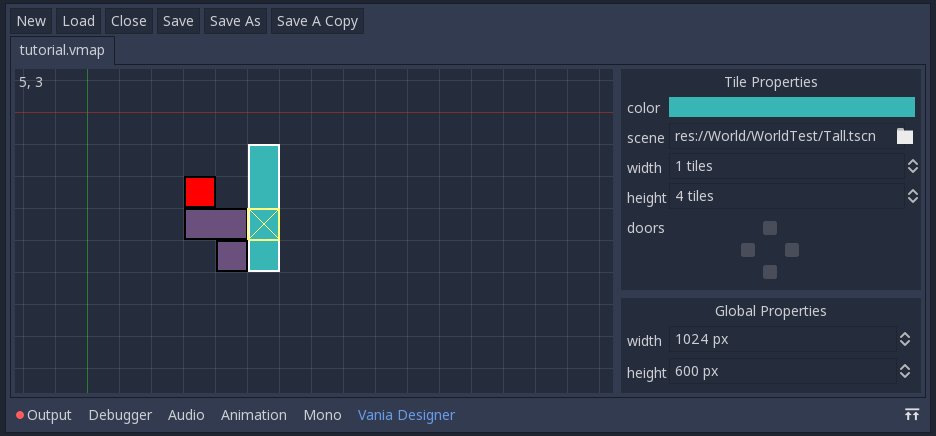 New Load Close Save Save As Save A Copy
tutorial.vmap
5, 3
Tile Properties
color
scene res://World/WorldTest/Tall.tscn
width 1 tiles
height 4 tiles
doors
Global Properties
width 1024 px
height 600 px
Output Debugger Audio Animation Mono Vania Designer